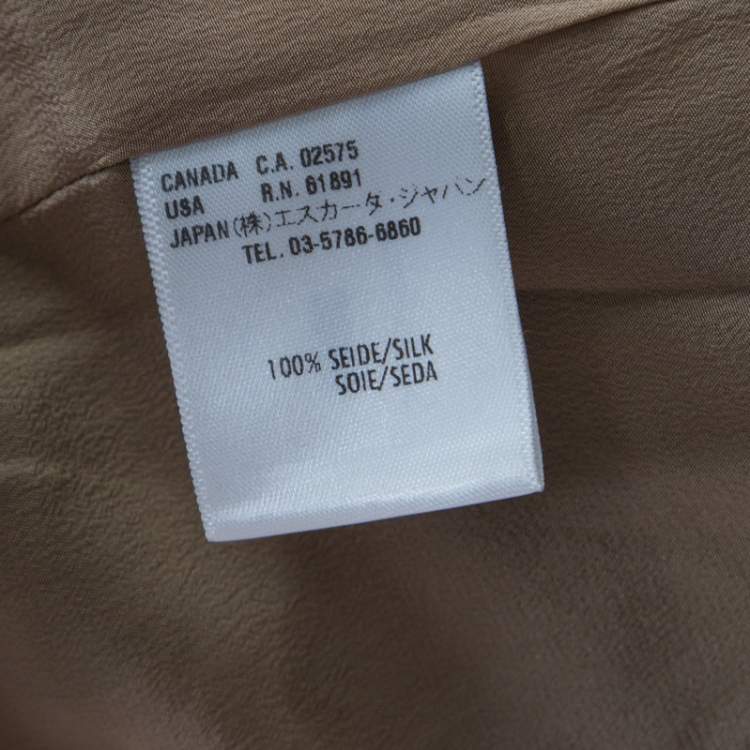 CANADA C.A. 02575
USA R.N. 61891
JAPAN(株)エスカーダ・ジャパン
TEL. 03-5786-6860
100% SEIDE/SILK
SOIE/SEDA